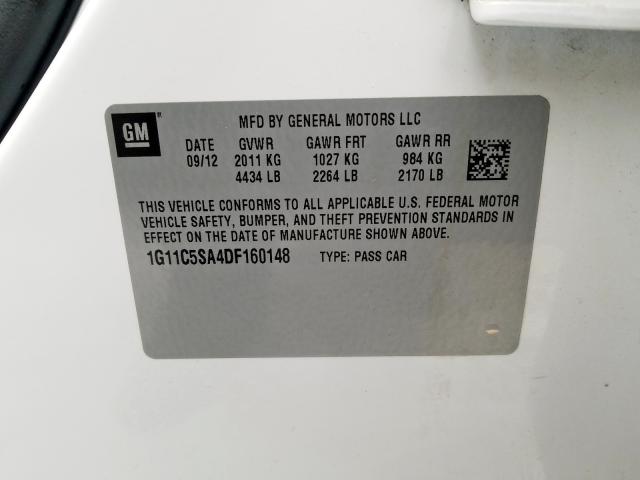 GM
MFD BY GENERAL MOTORS LLC
DATE GVWR GAWR FRT GAWR RR
09/12 2011 KG 1027 KG 984 KG
4434 LB 2264 LB 2170 LB
THIS VEHICLE CONFORMS TO ALL APPLICABLE U.S. FEDERAL MOTOR
VEHICLE SAFETY, BUMPER, AND THEFT PREVENTION STANDARDS IN
EFFECT ON THE DATE OF MANUFACTURE SHOWN ABOVE.
1G11C5SA4DF160148 TYPE: PASS CAR